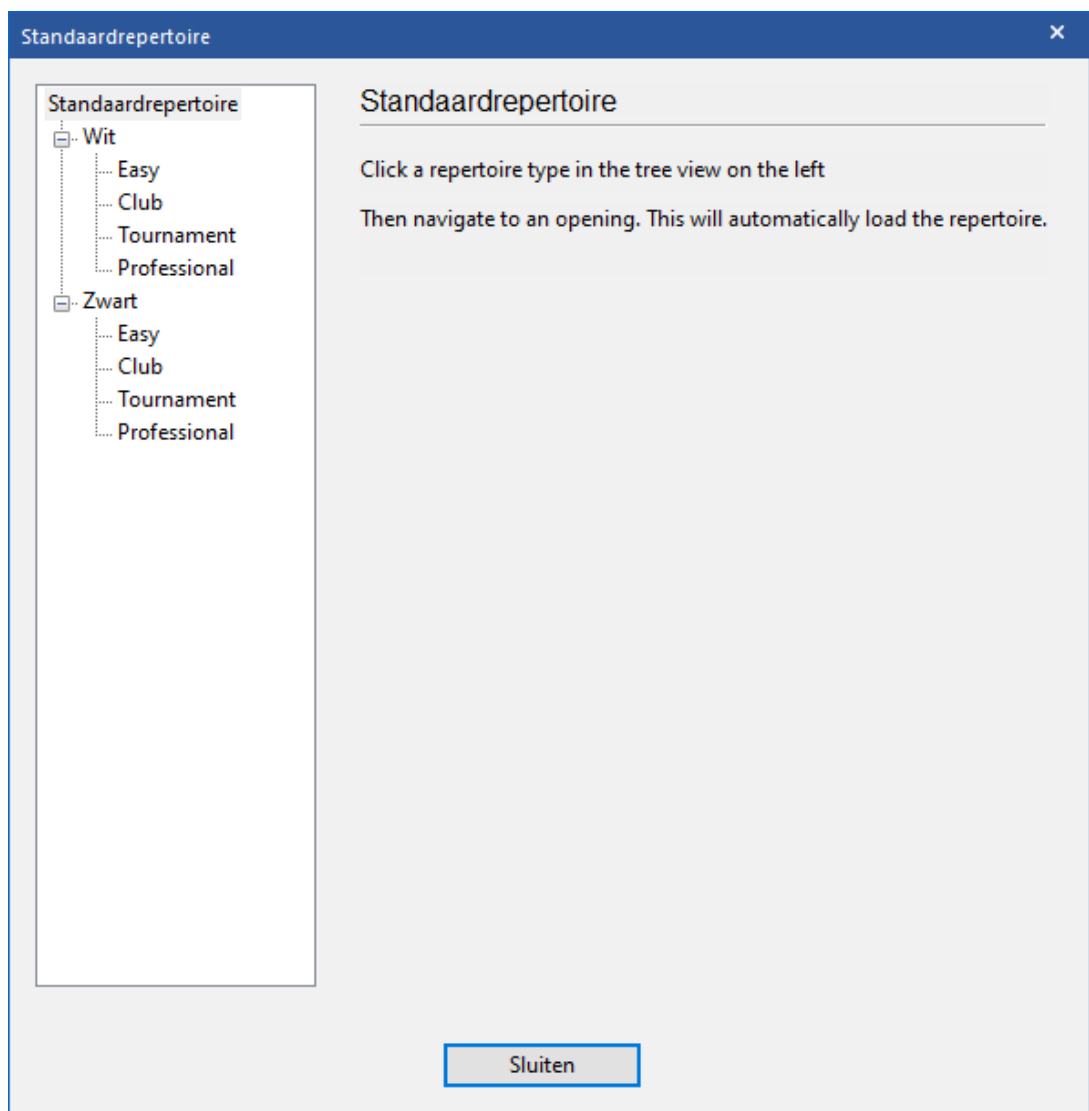 Standaardrepertoire
Standaardrepertoire
Wit
Easy
Club
Tournament
Professional
Zwart
Easy
Club
Tournament
Professional
Standaardrepertoire
Click a repertoire type in the tree view on the left
Then navigate to an opening. This will automatically load the repertoire.
Sluiten